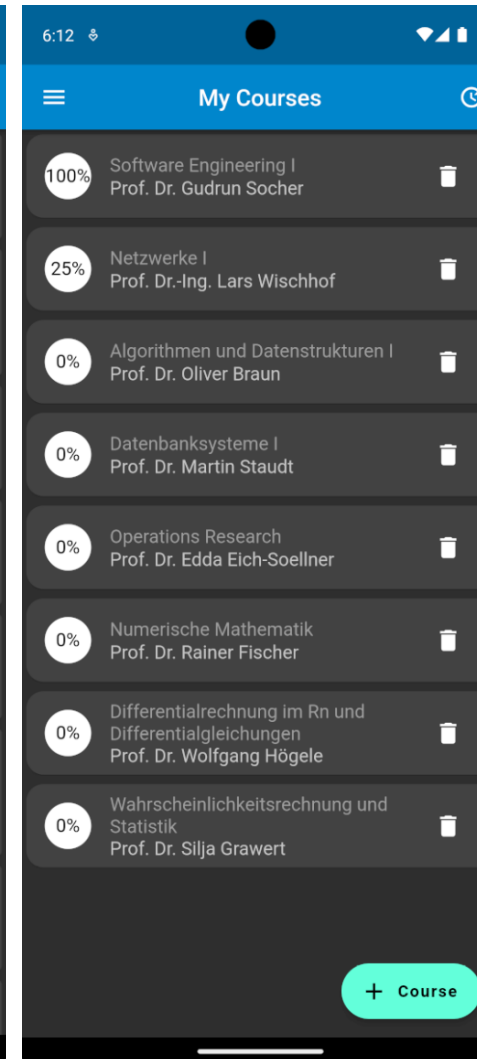 6:12
My Courses
100%
Software Engineering I
Prof. Dr. Gudrun Socher
25%
Netzwerke I
Prof. Dr.-Ing. Lars Wischhof
0%
Algorithmen und Datenstrukturen I
Prof. Dr. Oliver Braun
0%
Datenbanksysteme I
Prof. Dr. Martin Staudt
0%
Operations Research
Prof. Dr. Edda Eich-Soellner
0%
Numerische Mathematik
Prof. Dr. Rainer Fischer
0%
Differentialrechnung im Rn und
Differentialgleichungen
Prof. Dr. Wolfgang Högele
0%
Wahrscheinlichkeitsrechnung und
Statistik
Prof. Dr. Silja Grawert
+ Course